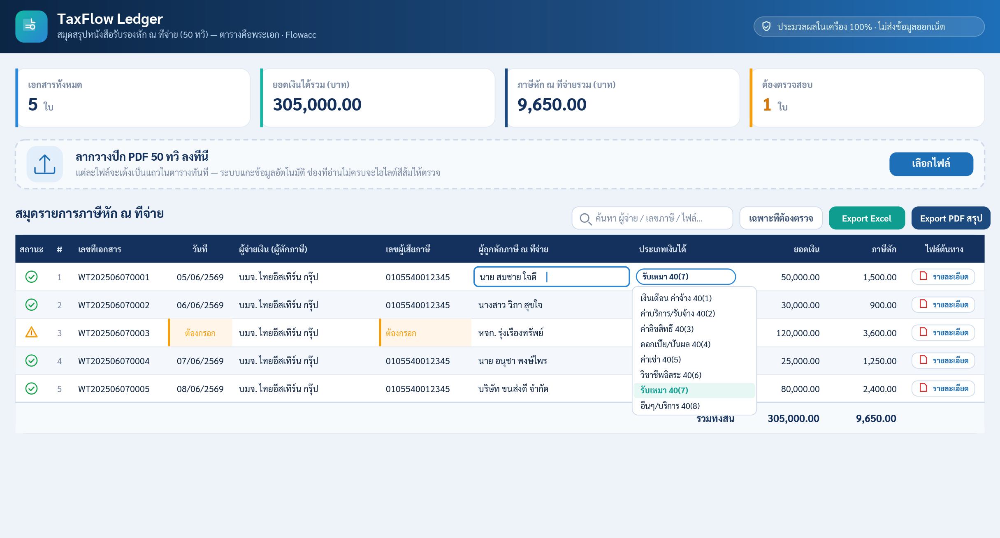 TaxFlow Ledger
สมุดสรุปหนังสือรับรองหัก ณ ที่จ่าย (50 ทวิ) — ตารางคือพระเอก · Flowacc
ประมวลผลในเครื่อง 100% · ไม่ส่งข้อมูลออกเน็ต
เอกสารทั้งหมด
5 ใบ
ยอดเงินได้รวม (บาท)
305,000.00
ภาษีหัก ณ ที่จ่ายรวม (บาท)
9,650.00
ต้องตรวจสอบ
1 ใบ
ลากวางปึก PDF 50 ทวิ ลงที่นี่
แต่ละไฟล์จะเด้งเป็นแถวในตารางทันที — ระบบแกะข้อมูลอัตโนมัติ ช่องที่อ่านไม่ครบจะไฮไลต์สีส้มให้ตรวจ
เลือกไฟล์
สมุดรายการภาษีหัก ณ ที่จ่าย
ค้นหา ผู้จ่าย / เลขภาษี / ไฟล์...
เฉพาะที่ต้องตรวจ
Export Excel
Export PDF สรุป
สถานะ # เลขที่เอกสาร วันที่ ผู้จ่ายเงิน (ผู้หักภาษี) เลขผู้เสียภาษี ผู้ถูกหักภาษี ณ ที่จ่าย ประเภทเงินได้ ยอดเงิน ภาษีหัก ไฟล์ต้นทาง
1 WT202506070001 05/06/2569 บมจ. ไทยอีสเทิร์น กรุ๊ป 0105540012345 นาย สมชาย ใจดี รับเหมา 40(7) 50,000.00 1,500.00 รายละเอียด
2 WT202506070002 06/06/2569 บมจ. ไทยอีสเทิร์น กรุ๊ป 0105540012345 นางสาว วิภา สุขใจ 30,000.00 900.00 รายละเอียด
3 WT202506070003 ต้องกรอก บมจ. ไทยอีสเทิร์น กรุ๊ป ต้องกรอก หจก. รุ่งเรืองทรัพย์ 120,000.00 3,600.00 รายละเอียด
4 WT202506070004 07/06/2569 บมจ. ไทยอีสเทิร์น กรุ๊ป 0105540012345 นาย อนุชา พงษ์ไพร 25,000.00 1,250.00 รายละเอียด
5 WT202506070005 08/06/2569 บมจ. ไทยอีสเทิร์น กรุ๊ป 0105540012345 บริษัท ขนส่งดี จำกัด 80,000.00 2,400.00 รายละเอียด
เงินเดือน ค่าจ้าง 40(1)
ค่าบริการ/รับจ้าง 40(2)
ค่าลิขสิทธิ์ 40(3)
ดอกเบี้ย/ปันผล 40(4)
ค่าเช่า 40(5)
วิชาชีพอิสระ 40(6)
รับเหมา 40(7)
อื่นๆ/บริการ 40(8)
รวมทั้งสิ้น 305,000.00 9,650.00